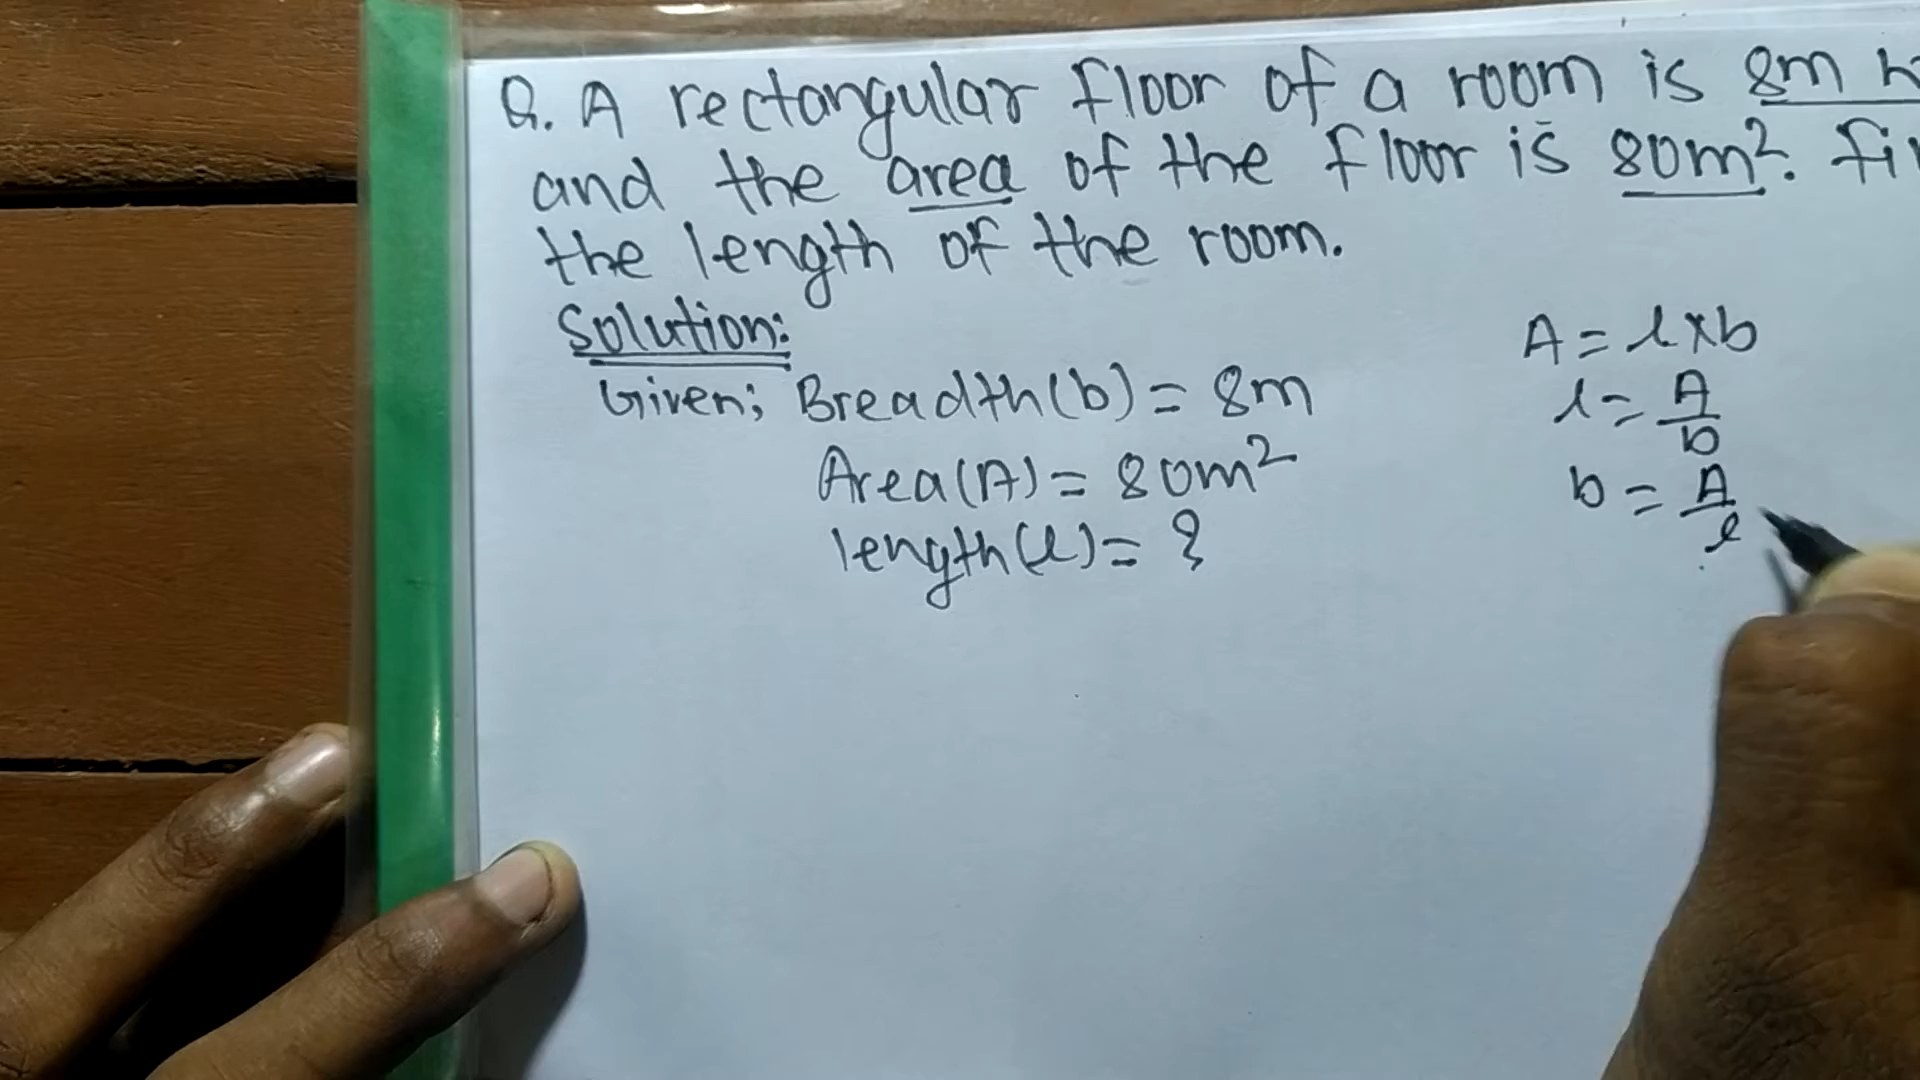 Q. A rectangular floor of a room is 8m
and the area of the floor is 80m². Fi
the length of the room.
Solution:
Given; Breadth(b) = 8m
Area(A) = 80m²
length(l) = ?
A = l×b
l = A/b
b = A/l